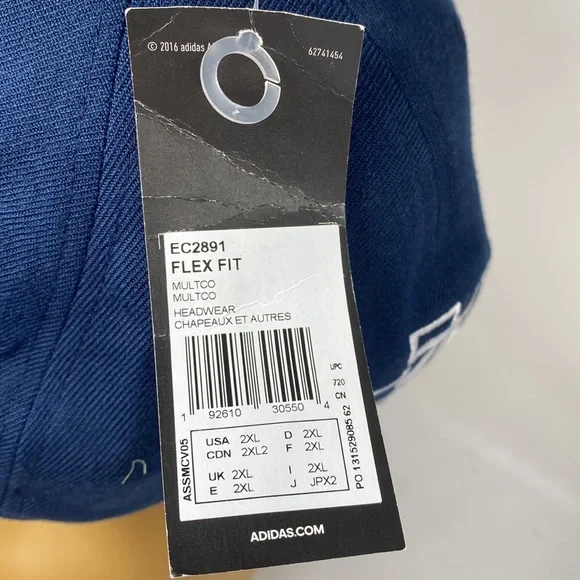 © 2016 adidas A
62741454
EC2891
FLEX FIT
MULTCO
MULTCO
HEADWEAR
CHAPEAUX ET AUTRES
UPC
720
CN
1 92610 30550 4
ASSMCV05
USA 2XL D 2XL
CDN 2XL2 F 2XL
UK 2XL I 2XL
E 2XL J JPX2
PO 131529085 62
ADIDAS.COM